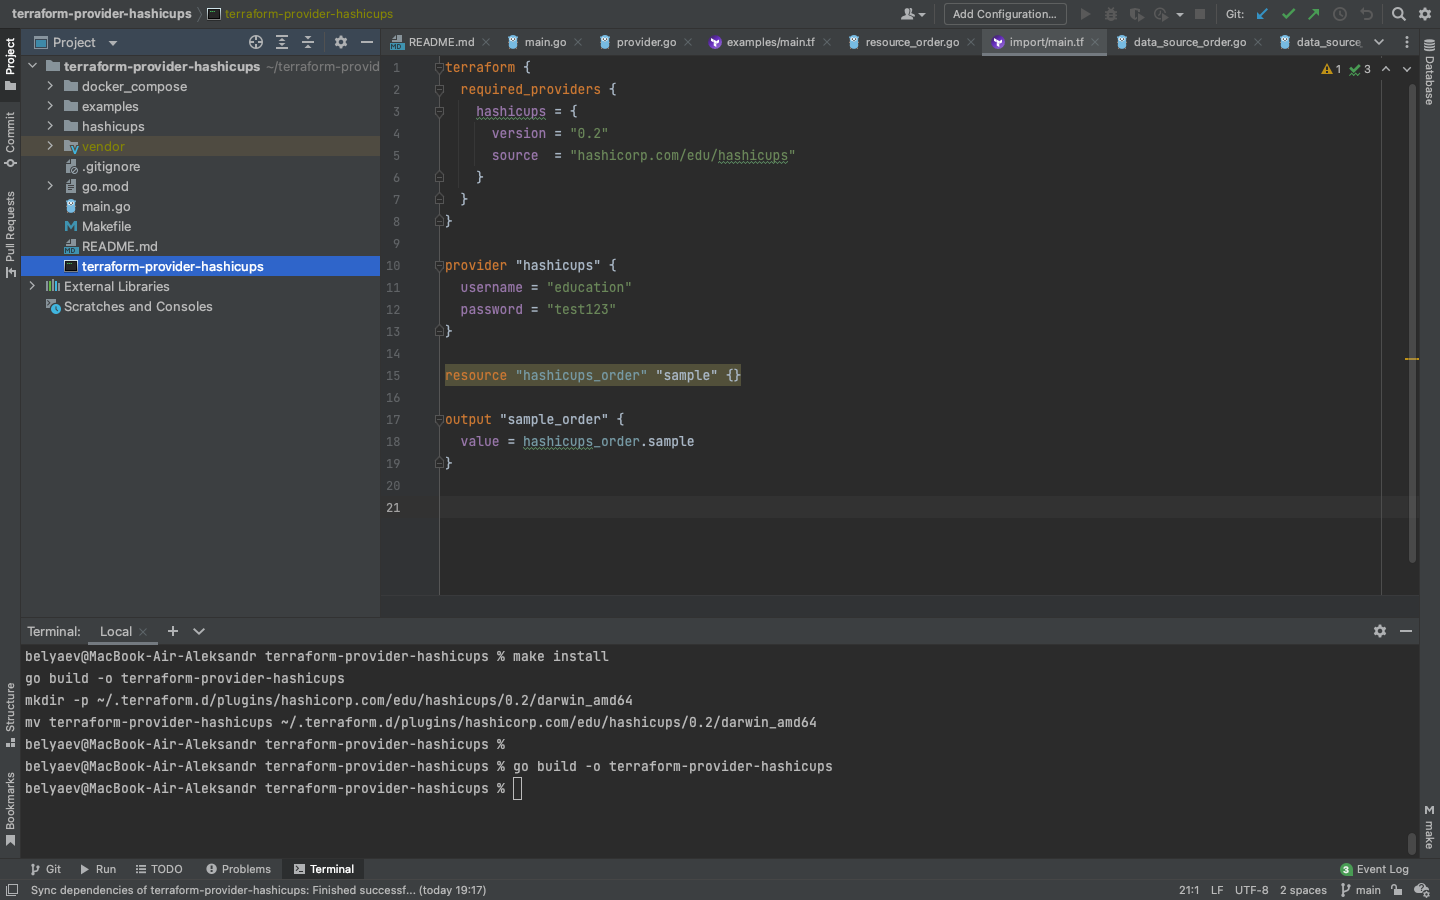 terraform-provider-hashicups
terraform-provider-hashicups
Add Configuration...
Git:
Project
README.md
main.go
provider.go
examples/main.tf
resource_order.go
import/main.tf
data_source_order.go
data_source
Project
Commit
Pull Requests
Structure
Bookmarks
Database
make
terraform-provider-hashicups ~/terraform-provid
docker_compose
examples
hashicups
vendor
.gitignore
go.mod
main.go
Makefile
README.md
terraform-provider-hashicups
External Libraries
Scratches and Consoles
1 3
1 terraform {
2 required_providers {
3 hashicups = {
4 version = "0.2"
5 source = "hashicorp.com/edu/hashicups"
6 }
7 }
8 }
9
10 provider "hashicups" {
11 username = "education"
12 password = "test123"
13 }
14
15 resource "hashicups_order" "sample" {}
16
17 output "sample_order" {
18 value = hashicups_order.sample
19 }
20
21
Terminal: Local
belyaev@MacBook-Air-Aleksandr terraform-provider-hashicups % make install
go build -o terraform-provider-hashicups
mkdir -p ~/.terraform.d/plugins/hashicorp.com/edu/hashicups/0.2/darwin_amd64
mv terraform-provider-hashicups ~/.terraform.d/plugins/hashicorp.com/edu/hashicups/0.2/darwin_amd64
belyaev@MacBook-Air-Aleksandr terraform-provider-hashicups %
belyaev@MacBook-Air-Aleksandr terraform-provider-hashicups % go build -o terraform-provider-hashicups
belyaev@MacBook-Air-Aleksandr terraform-provider-hashicups %
Git Run TODO Problems Terminal
3 Event Log
Sync dependencies of terraform-provider-hashicups: Finished successf... (today 19:17)
21:1 LF UTF-8 2 spaces main